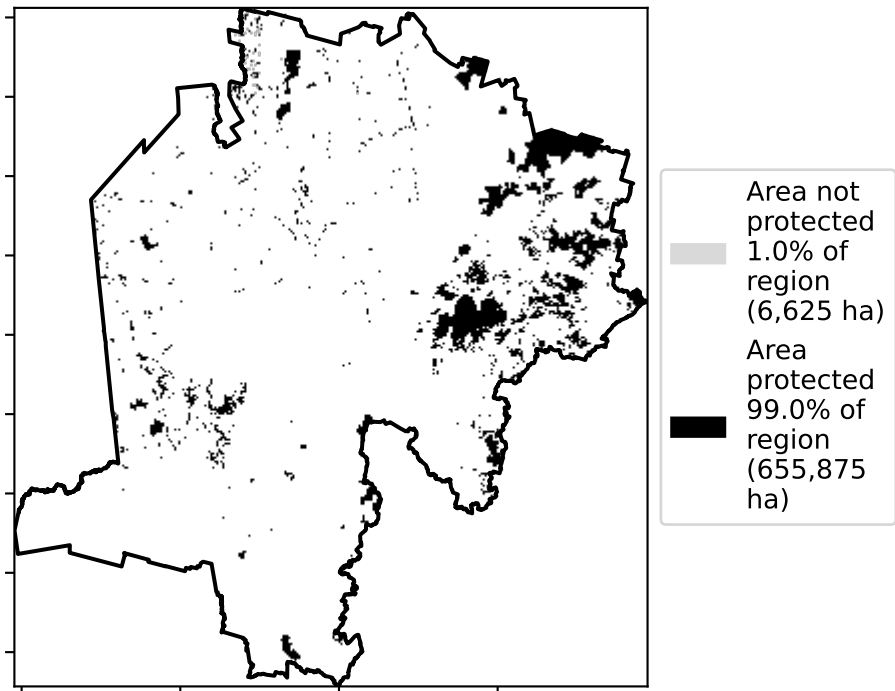 Area not
protected
1.0% of
region
(6,625 ha)
Area
protected
99.0% of
region
(655,875
ha)